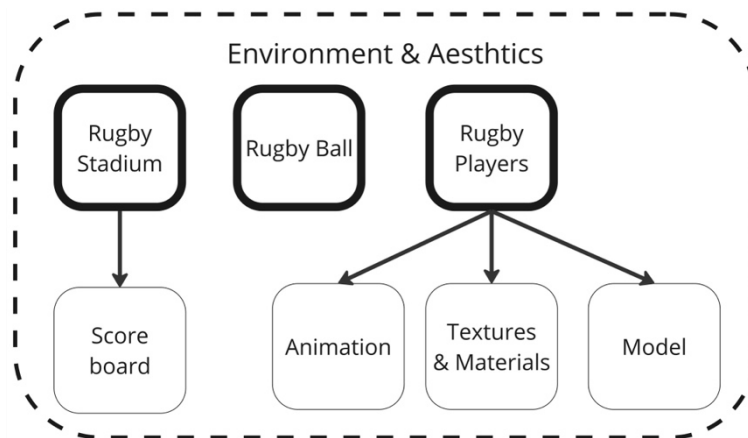 Environment & Aesthtics
Rugby
Stadium
Rugby Ball
Rugby
Players
Score
board
Animation
Textures
& Materials
Model